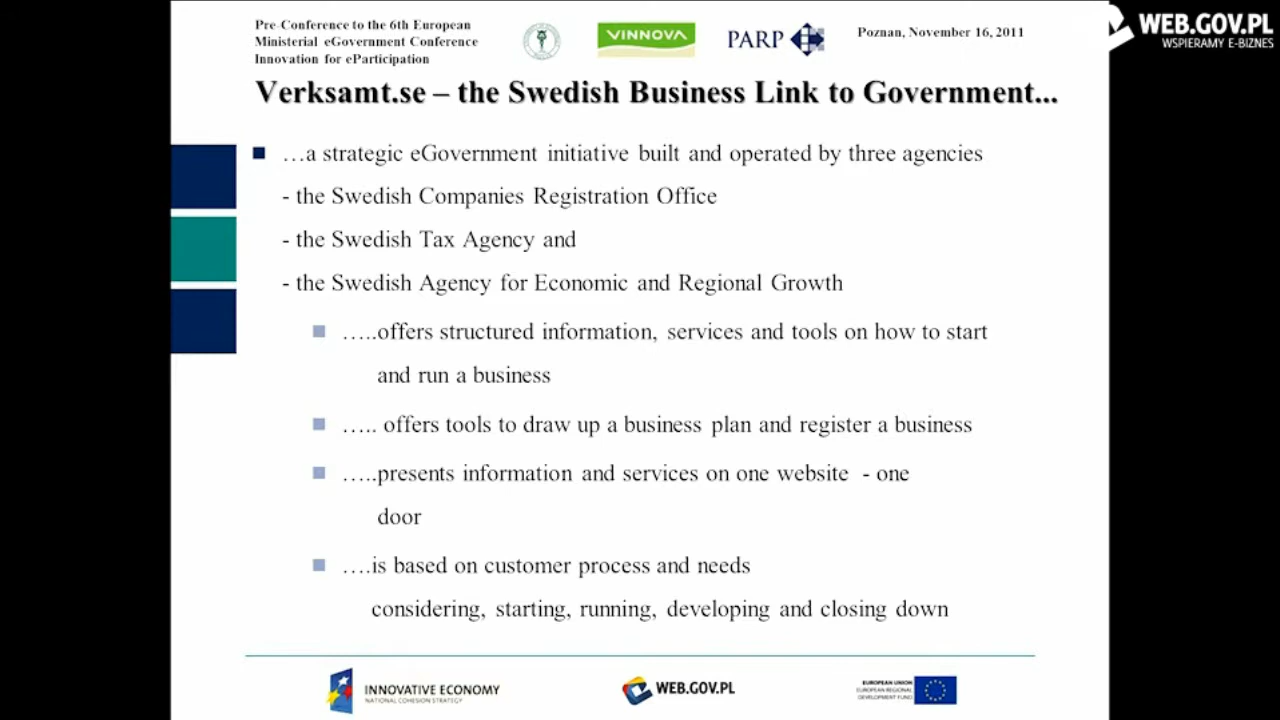 Pre-Conference to the 6th European
Ministerial eGovernment Conference
Innovation for eParticipation
VINNOVA
PARP
Poznan, November 16, 2011
WEB.GOV.PL
WSPIERAMY E-BIZNES
Verksamt.se – the Swedish Business Link to Government...
…a strategic eGovernment initiative built and operated by three agencies
- the Swedish Companies Registration Office
- the Swedish Tax Agency and
- the Swedish Agency for Economic and Regional Growth
…..offers structured information, services and tools on how to start
and run a business
….. offers tools to draw up a business plan and register a business
…..presents information and services on one website - one
door
….is based on customer process and needs
considering, starting, running, developing and closing down
INNOVATIVE ECONOMY
NATIONAL COHESION STRATEGY
WEB.GOV.PL
EUROPEAN UNION
EUROPEAN REGIONAL
DEVELOPMENT FUND